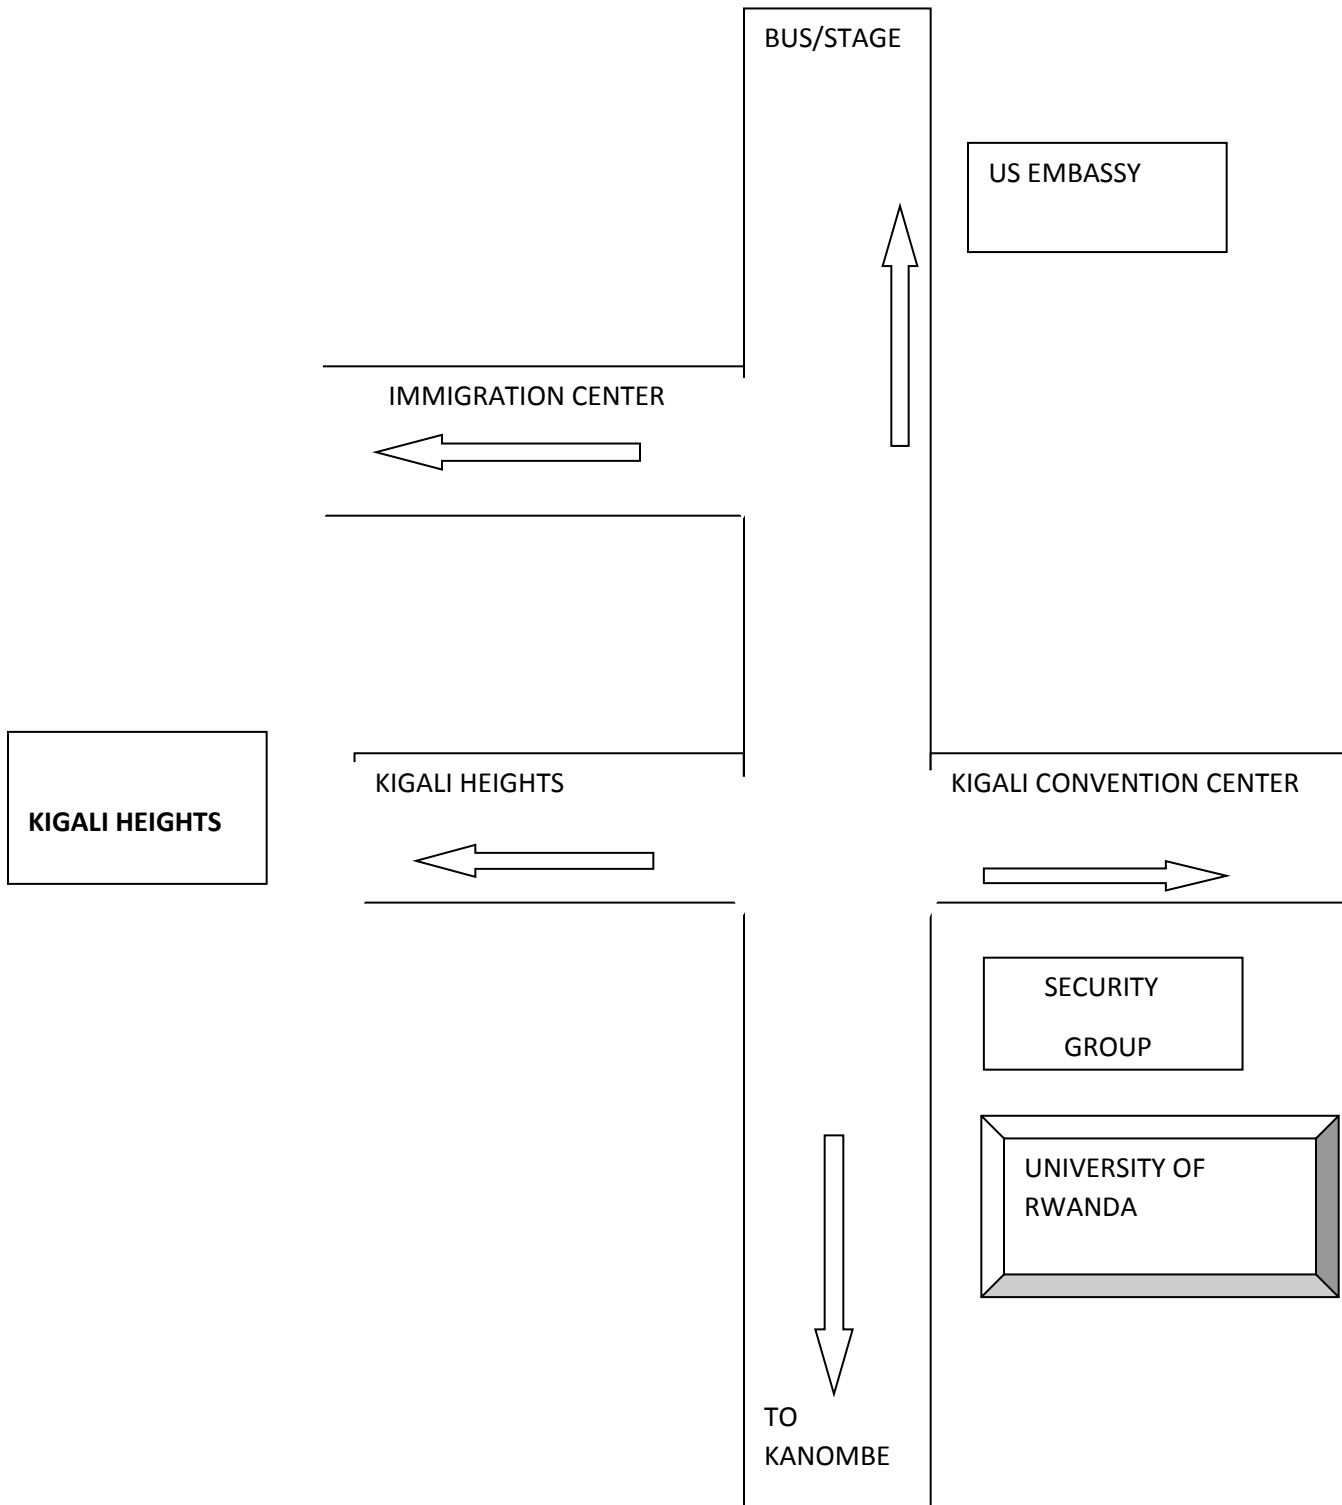 BUS/STAGE
US EMBASSY
IMMIGRATION CENTER
KIGALI HEIGHTS
KIGALI HEIGHTS
KIGALI CONVENTION CENTER
SECURITY
GROUP
UNIVERSITY OF
RWANDA
TO
KANOMBE